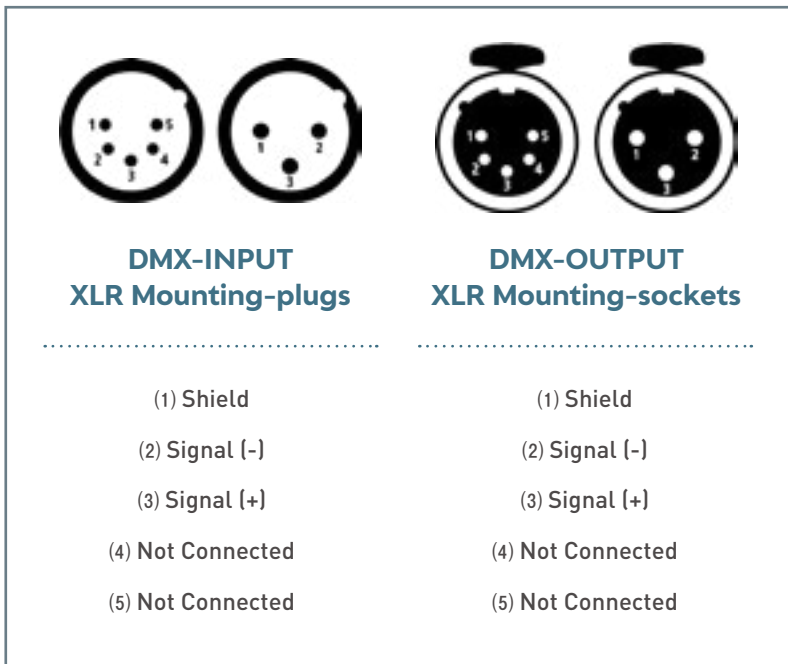 1 5
2 4
3
1 2
3
1 5
2 4
3
1 2
3
DMX-INPUT
XLR Mounting-plugs
DMX-OUTPUT
XLR Mounting-sockets
(1) Shield
(2) Signal (-)
(3) Signal (+)
(4) Not Connected
(5) Not Connected
(1) Shield
(2) Signal (-)
(3) Signal (+)
(4) Not Connected
(5) Not Connected